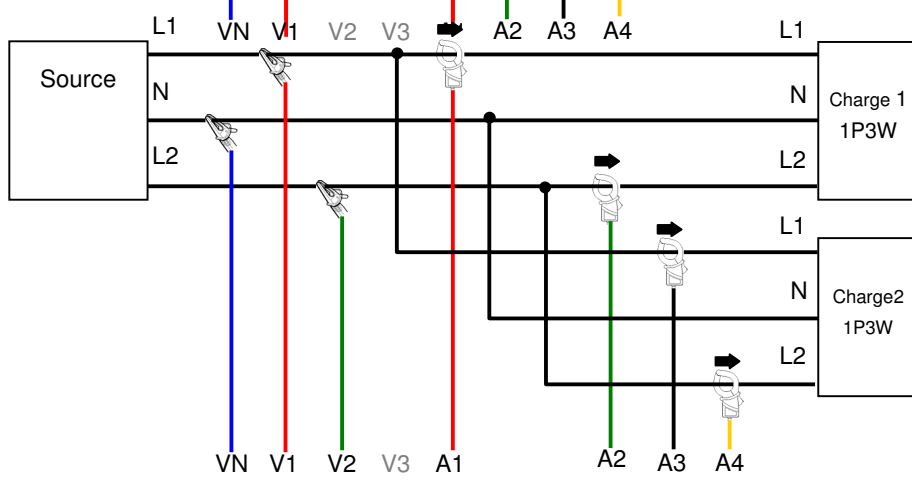 VN V1 V2 V3 A2 A3 A4
L1 L1
Source
N N
Charge 1
1P3W
L2 L2
L1
N
Charge2
1P3W
L2
VN V1 V2 V3 A1 A2 A3 A4